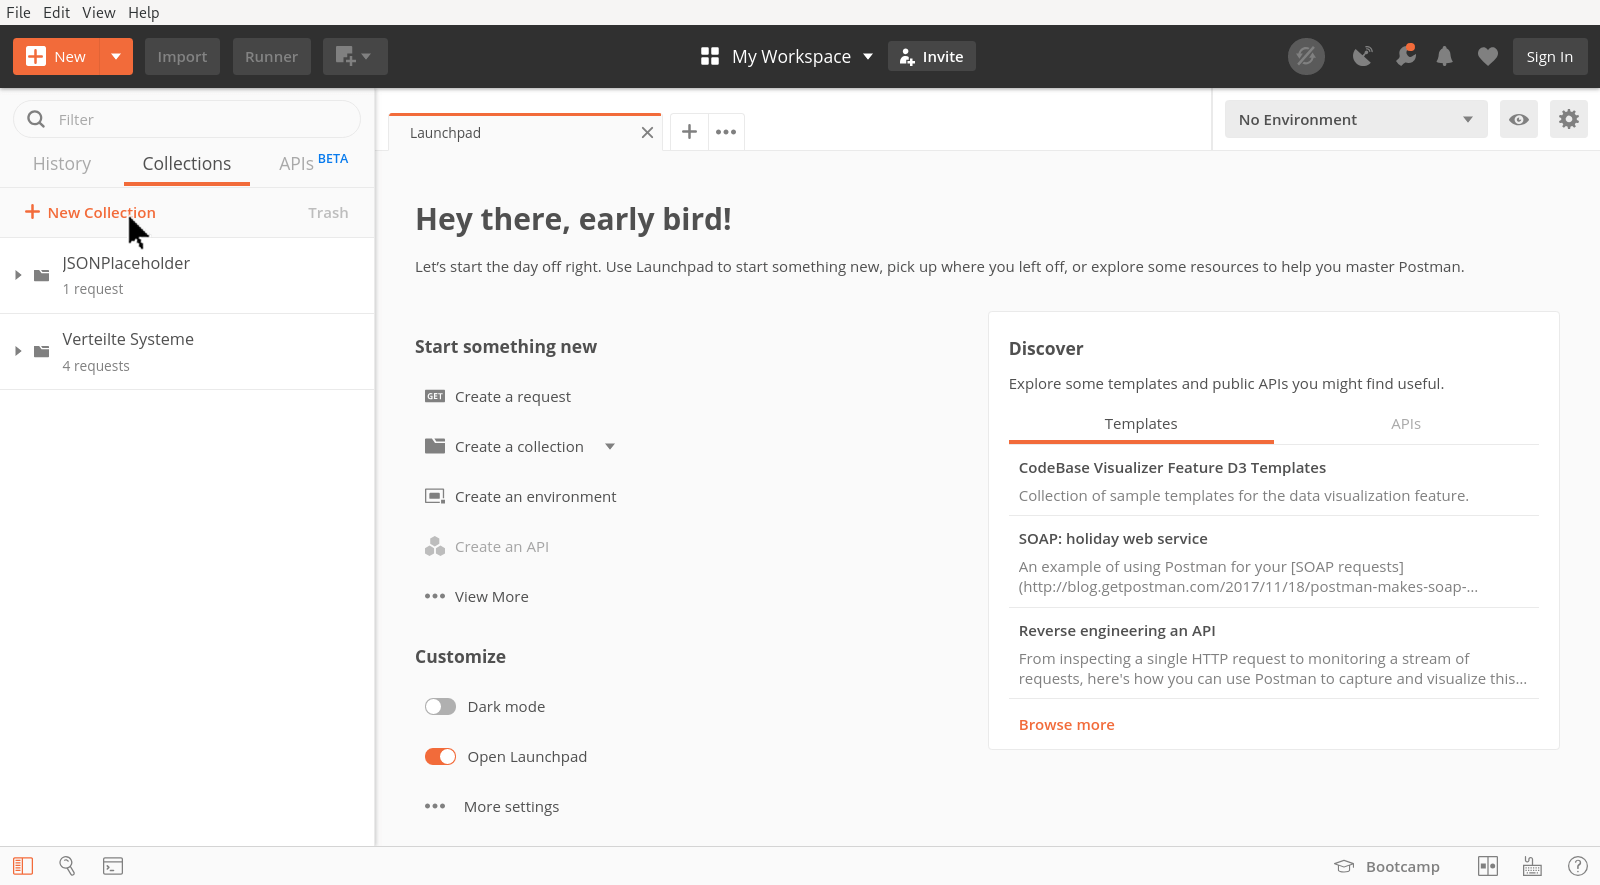 File Edit View Help
New Import Runner My Workspace Invite Sign In
Filter
History Collections APIs BETA
+ New Collection Trash
JSONPlaceholder
1 request
Verteilte Systeme
4 requests
Launchpad
No Environment
Hey there, early bird!
Let's start the day off right. Use Launchpad to start something new, pick up where you left off, or explore some resources to help you master Postman.
Start something new
GET Create a request
Create a collection
Create an environment
Create an API
View More
Customize
Dark mode
Open Launchpad
More settings
Discover
Explore some templates and public APIs you might find useful.
Templates APIs
CodeBase Visualizer Feature D3 Templates
Collection of sample templates for the data visualization feature.
SOAP: holiday web service
An example of using Postman for your [SOAP requests]
(http://blog.getpostman.com/2017/11/18/postman-makes-soap-...
Reverse engineering an API
From inspecting a single HTTP request to monitoring a stream of
requests, here's how you can use Postman to capture and visualize this...
Browse more
Bootcamp